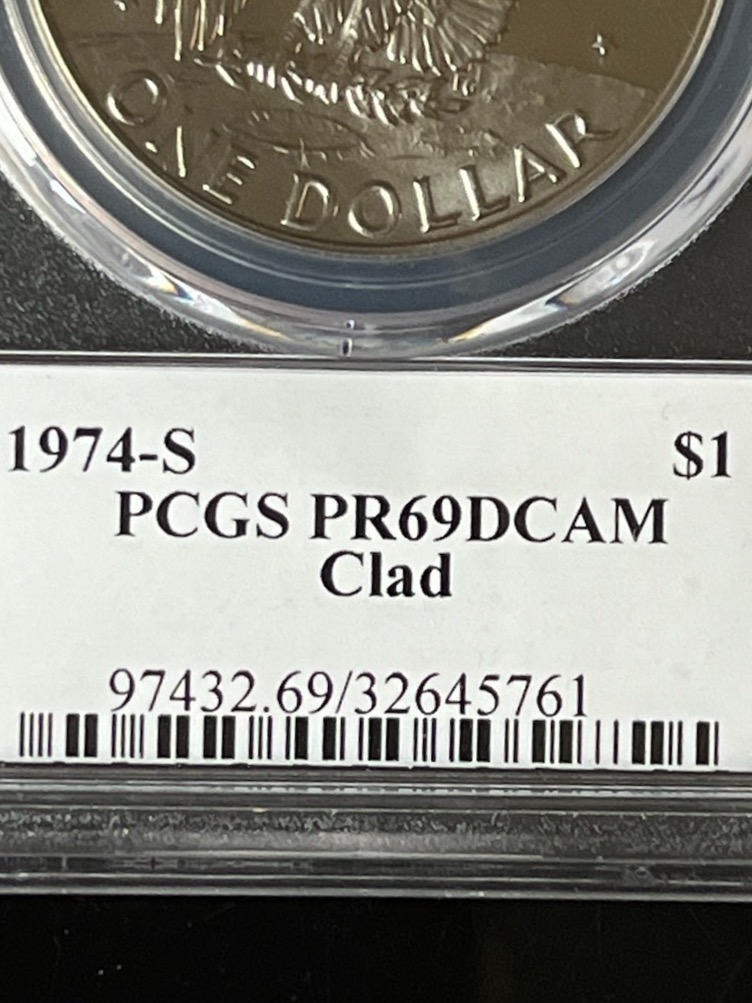 ONE DOLLAR
1974-S $1
PCGS PR69DCAM
Clad
97432.69/32645761